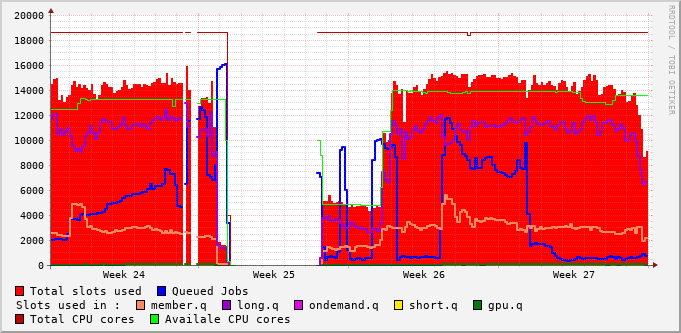 20000
18000
16000
14000
12000
10000
8000
6000
4000
2000
0
Week 24 Week 25 Week 26 Week 27
RRDTOOL / TOBI OETIKER
Total slots used Queued Jobs
Slots used in : member.q long.q ondemand.q short.q gpu.q
Total CPU cores Availale CPU cores